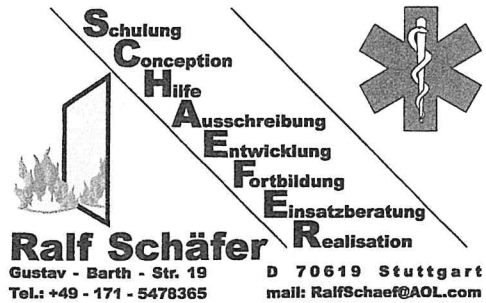 Schulung
Conception
Hilfe
Ausschreibung
Entwicklung
Fortbildung
Einsatzberatung
Realisation
Ralf Schäfer
Gustav - Barth - Str. 19
D 70619 Stuttgart
Tel.: +49 - 171 - 5478365
mail: RalfSchaef@AOL.com